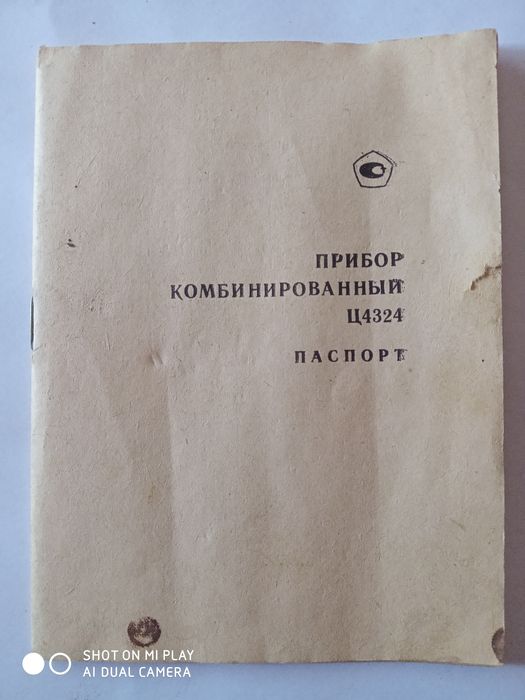 ПРИБОР
КОМБИНИРОВАННЫЙ
Ц4324
ПАСПОРТ
SHOT ON MI PLAY
AI DUAL CAMERA